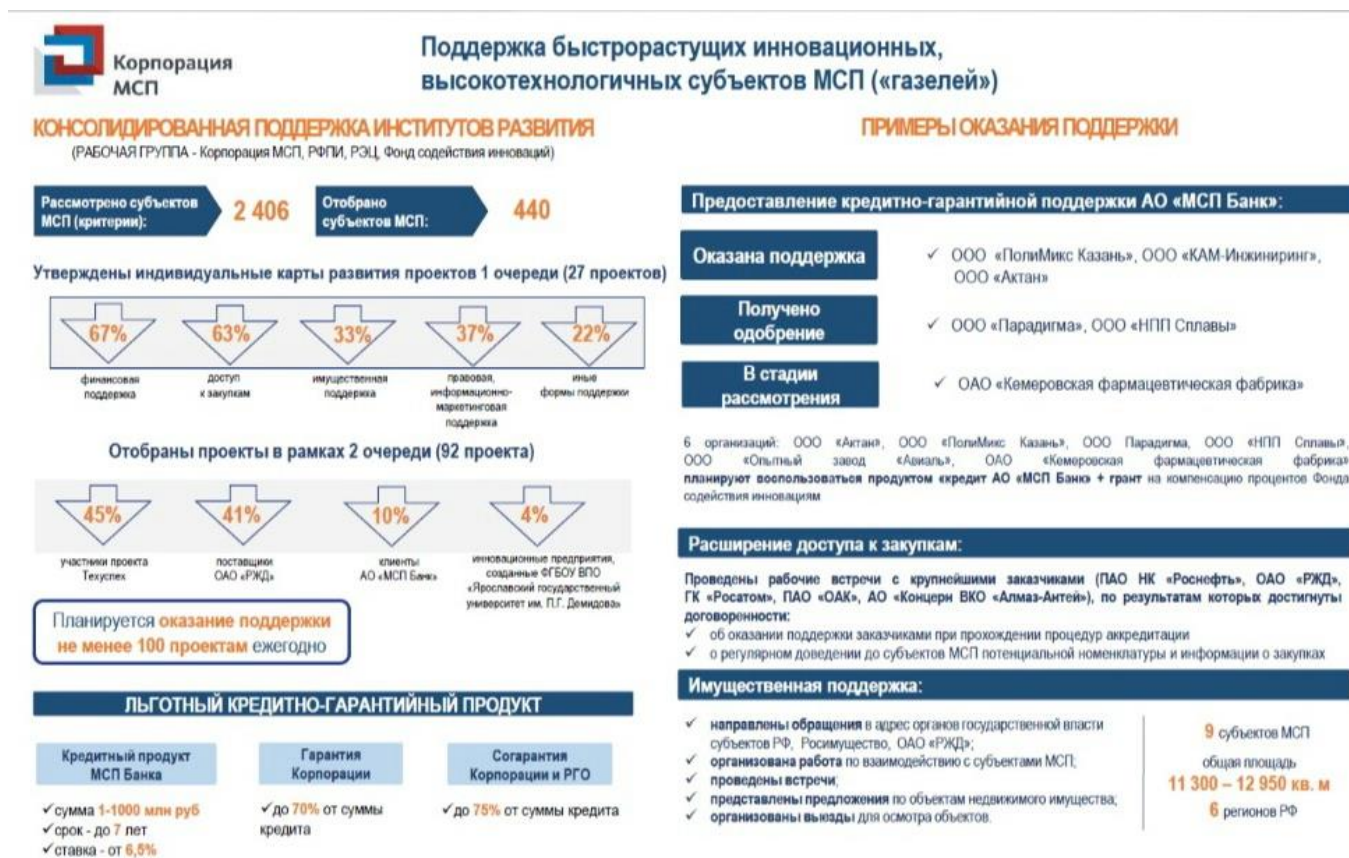 Корпорация
МСП
Поддержка быстрорастущих инновационных,
высокотехнологичных субъектов МСП («газелей»)
КОНСОЛИДИРОВАННАЯ ПОДДЕРЖКА ИНСТИТУТОВ РАЗВИТИЯ
(РАБОЧАЯ ГРУППА - Корпорация МСП, РФПИ, РЭЦ, Фонд содействия инноваций)
Рассмотрено субъектов
МСП (критерии):
2 406
Отобрано
субъектов МСП:
440
Утверждены индивидуальные карты развития проектов 1 очереди (27 проектов)
67%
63%
33%
37%
22%
финансовая
поддержка
доступ
к закупкам
имущественная
поддержка
правовая,
информационно-
маркетинговая
поддержка
иные
формы поддержки
Отобраны проекты в рамках 2 очереди (92 проекта)
45%
41%
10%
4%
участники проекта
Техуспех
поставщики
ОАО «РЖД»
клиенты
АО «МСП Банк»
инновационные предприятия,
созданные ФГБОУ ВПО
«Ярославский государственный
университет им. П.Г. Демидова»
Планируется оказание поддержки
не менее 100 проектам ежегодно
ЛЬГОТНЫЙ КРЕДИТНО-ГАРАНТИЙНЫЙ ПРОДУКТ
Кредитный продукт
МСП Банка
✓сумма 1-1000 млн руб
✓срок - до 7 лет
✓ставка - от 6,5%
Гарантия
Корпорации
✓до 70% от суммы
кредита
Согарантия
Корпорации и РГО
✓до 75% от суммы кредита
ПРИМЕРЫ ОКАЗАНИЯ ПОДДЕРЖКИ
Предоставление кредитно-гарантийной поддержки АО «МСП Банк»:
Оказана поддержка
✓ ООО «ПолиМикс Казань», ООО «КАМ-Инжиниринг»,
ООО «Актан»
Получено
одобрение
✓ ООО «Парадигма», ООО «НПП Сплавы»
В стадии
рассмотрения
✓ ОАО «Кемеровская фармацевтическая фабрика»
6 организаций: ООО «Актан», ООО «ПолиМикс Казань», ООО Парадигма, ООО «НПП Сплавы»,
ООО «Опытный завод «Авиаль», ОАО «Кемеровская фармацевтическая фабрика»
планируют воспользоваться продуктом «кредит АО «МСП Банк» + грант на компенсацию процентов Фонда
содействия инновациям
Расширение доступа к закупкам:
Проведены рабочие встречи с крупнейшими заказчиками (ПАО НК «Роснефть», ОАО «РЖД»,
ГК «Росатом», ПАО «ОАК», АО «Концерн ВКО «Алмаз-Антей»), по результатам которых достигнуты
договоренности:
✓ об оказании поддержки заказчиками при прохождении процедур аккредитации
✓ о регулярном доведении до субъектов МСП потенциальной номенклатуры и информации о закупках
Имущественная поддержка:
✓ направлены обращения в адрес органов государственной власти
субъектов РФ, Росимущество, ОАО «РЖД»;
✓ организована работа по взаимодействию с субъектами МСП;
✓ проведены встречи;
✓ представлены предложения по объектам недвижимого имущества;
✓ организованы выезды для осмотра объектов.
9 субъектов МСП
общая площадь
11 300 – 12 950 кв. м
6 регионов РФ